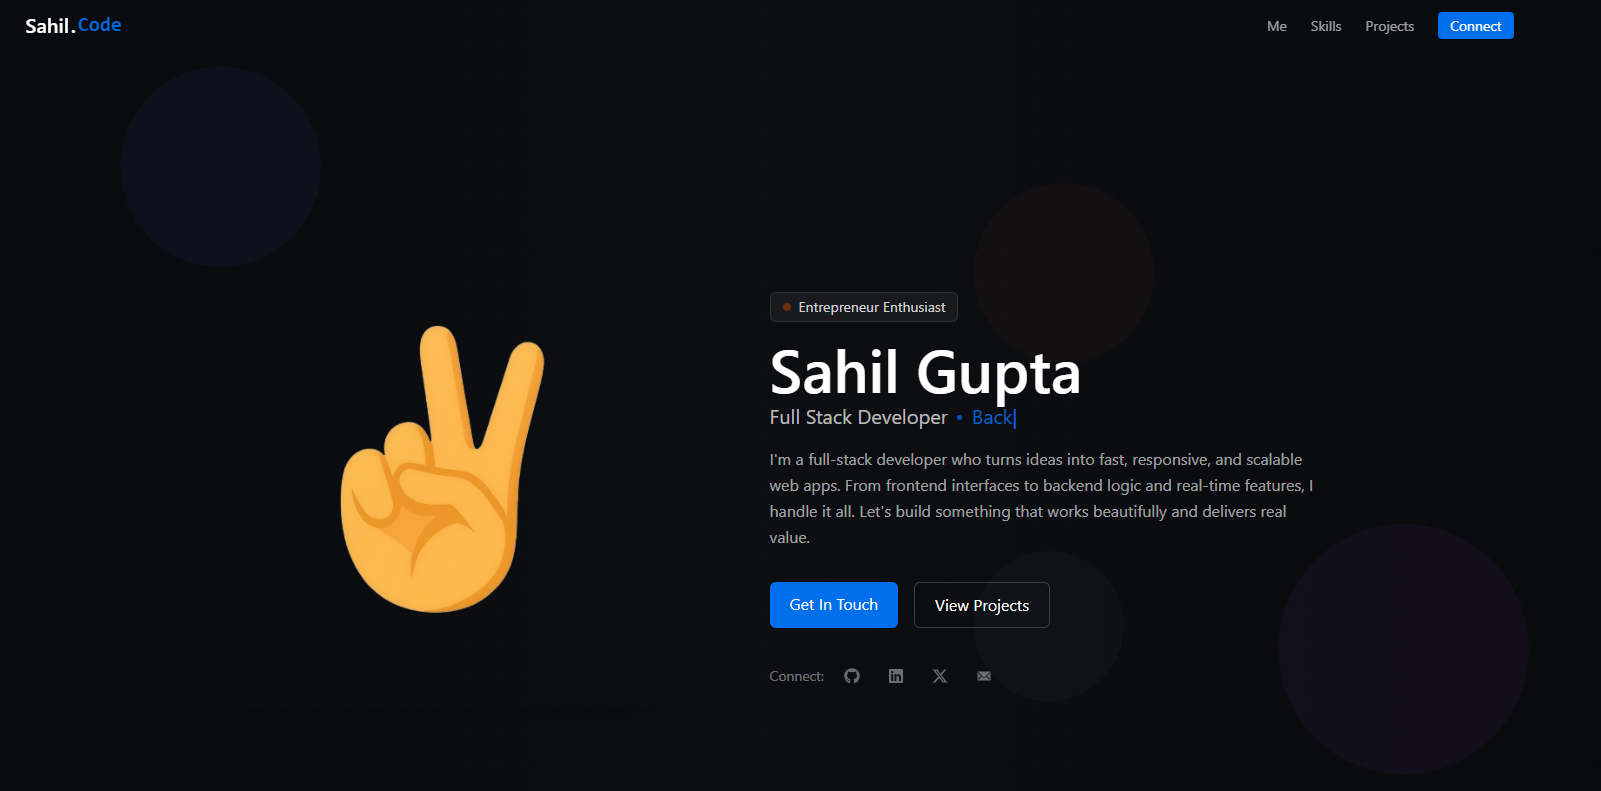 Sahil.Code
Me Skills Projects Connect
Entrepreneur Enthusiast
Sahil Gupta
Full Stack Developer • Back|
I'm a full-stack developer who turns ideas into fast, responsive, and scalable
web apps. From frontend interfaces to backend logic and real-time features, I
handle it all. Let's build something that works beautifully and delivers real
value.
Get In Touch View Projects
Connect: